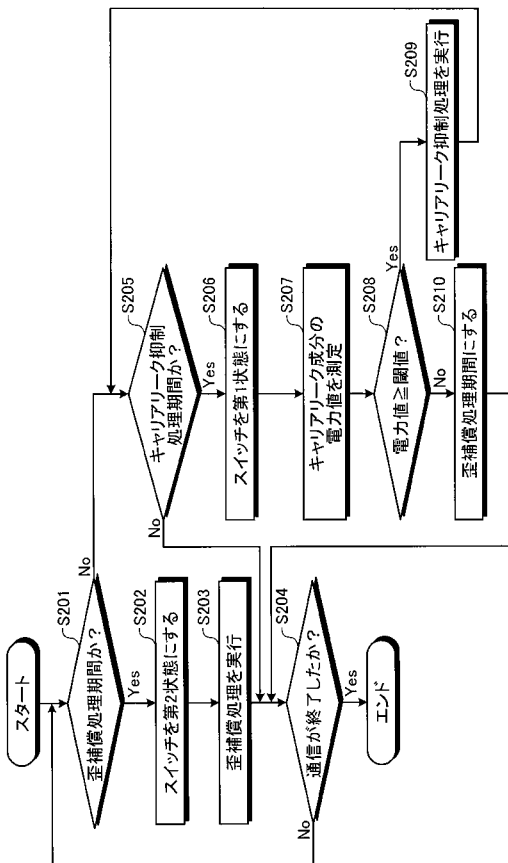 スタート
S201
歪補償処理期間か？
No
Yes
S202
スイッチを第2状態にする
S203
歪補償処理を実行
S204
通信が終了したか？
No
Yes
エンド
S205
キャリアリーク抑制
処理期間か？
No
Yes
S206
スイッチを第1状態にする
S207
キャリアリーク成分の
電力値を測定
S208
電力値≧閾値？
Yes
No
S209
キャリアリーク抑制処理を実行
S210
歪補償処理期間にする